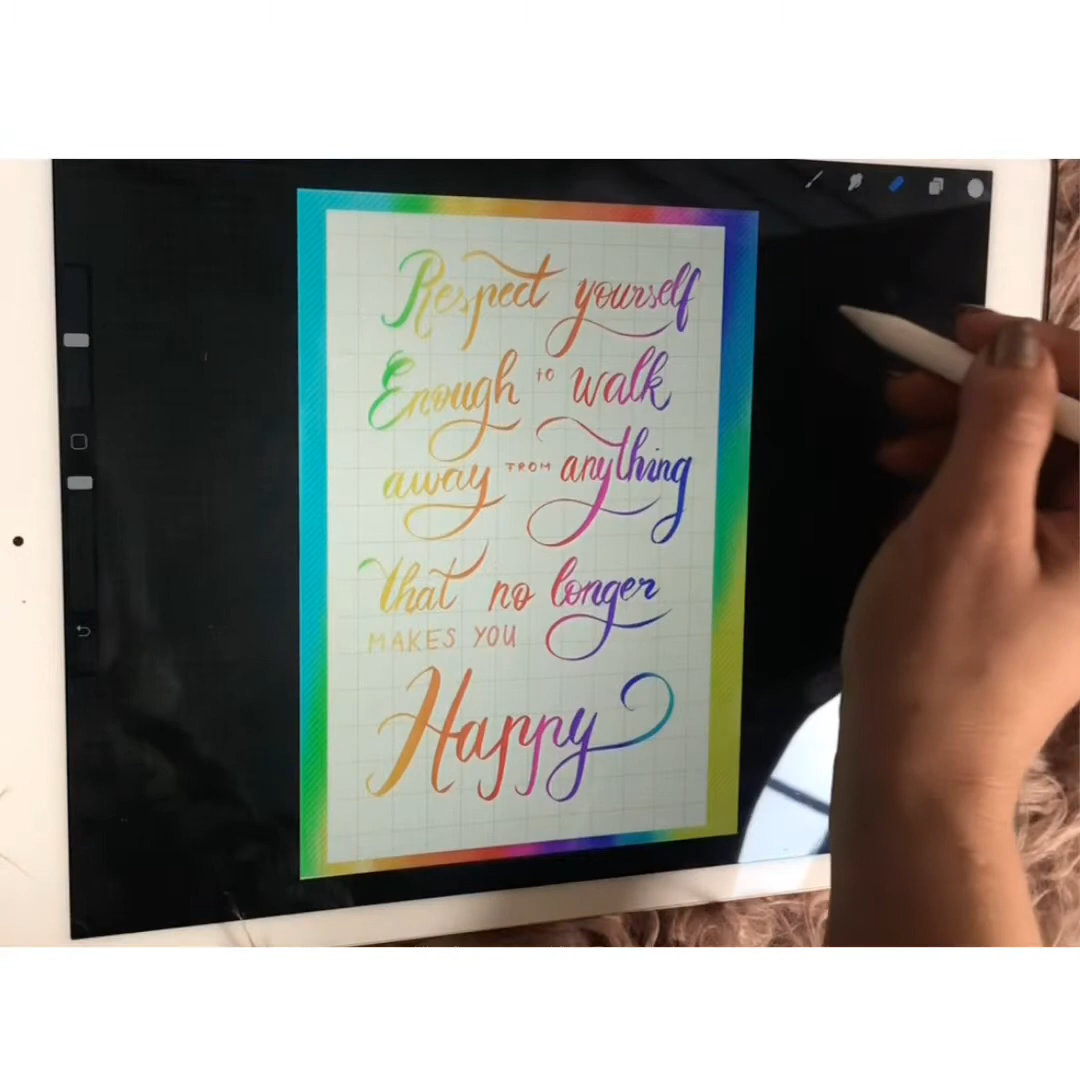 Respect yourself
Enough to walk
away FROM anything
that no longer
MAKES YOU
Happy